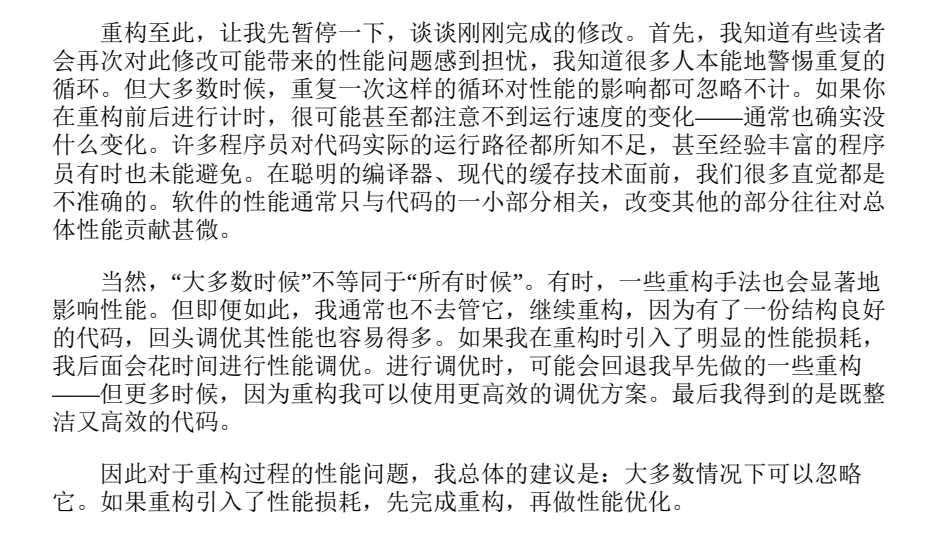 重构至此，让我先暂停一下，谈谈刚刚完成的修改。首先，我知道有些读者
会再次对此修改可能带来的性能问题感到担忧，我知道很多人本能地警惕重复的
循环。但大多数时候，重复一次这样的循环对性能的影响都可忽略不计。如果你
在重构前后进行计时，很可能甚至都注意不到运行速度的变化——通常也确实没
什么变化。许多程序员对代码实际的运行路径都所知不足，甚至经验丰富的程序
员有时也未能避免。在聪明的编译器、现代的缓存技术面前，我们很多直觉都是
不准确的。软件的性能通常只与代码的一小部分相关，改变其他的部分往往对总
体性能贡献甚微。
当然，“大多数时候”不等同于“所有时候”。有时，一些重构手法也会显著地
影响性能。但即便如此，我通常也不去管它，继续重构，因为有了一份结构良好
的代码，回头调优其性能也容易得多。如果我在重构时引入了明显的性能损耗，
我后面会花时间进行性能调优。进行调优时，可能会回退我早先做的一些重构
——但更多时候，因为重构我可以使用更高效的调优方案。最后我得到的是既整
洁又高效的代码。
因此对于重构过程的性能问题，我总体的建议是：大多数情况下可以忽略
它。如果重构引入了性能损耗，先完成重构，再做性能优化。